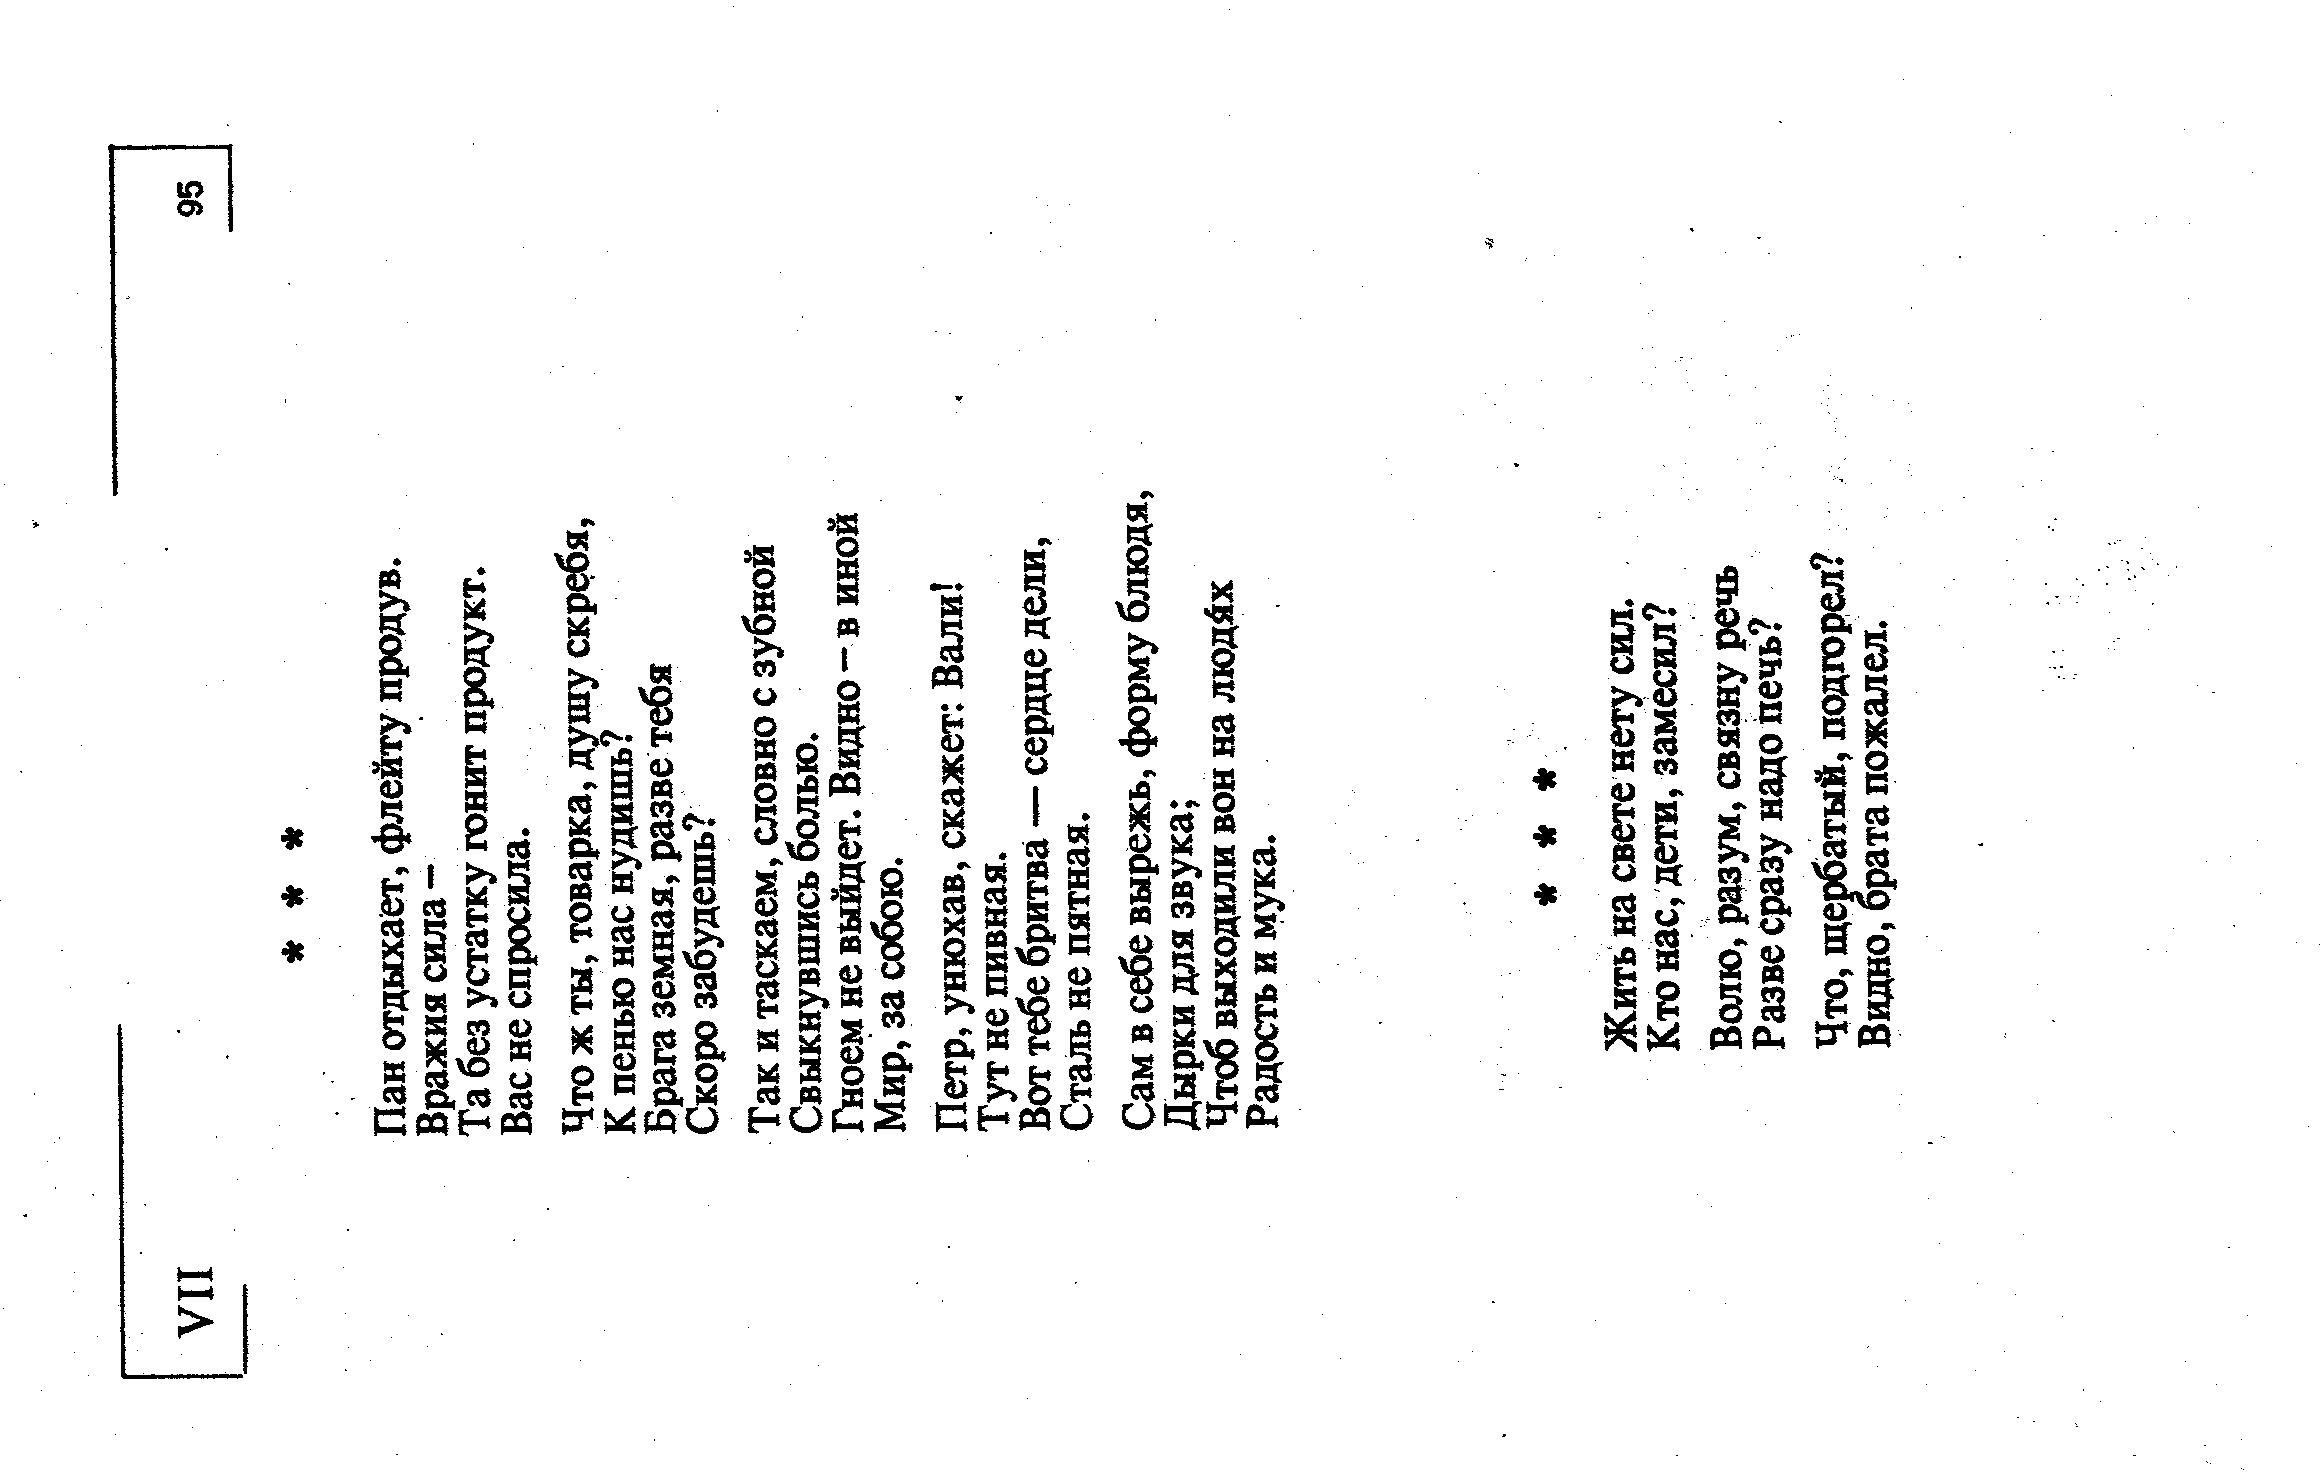 VII
95
* * *
Пан отдыхает, флейту продув.
Вражия сила –
Та без устатку гонит продукт.
Вас не спросила.
Что ж ты, товарка, душу скребя,
К пенью нас нудишь?
Брага земная, разве тебя
Скоро забудешь?
Так и таскаем, словно с зубной
Свыкнувшись болью.
Гноем не выйдет. Видно – в иной
Мир, за собою.
Петр, унюхав, скажет: Вали!
Тут не пивная.
Вот тебе бритва — сердце дели,
Сталь не пятная.
Сам в себе вырежь, форму блюдя,
Дырки для звука;
Чтоб выходили вон на людях
Радость и мука.
* * *
Жить на свете нету сил.
Кто нас, дети, замесил?
Волю, разум, связну речь
Разве сразу надо печь?
Что, щербатый, подгорел?
Видно, брата пожалел.